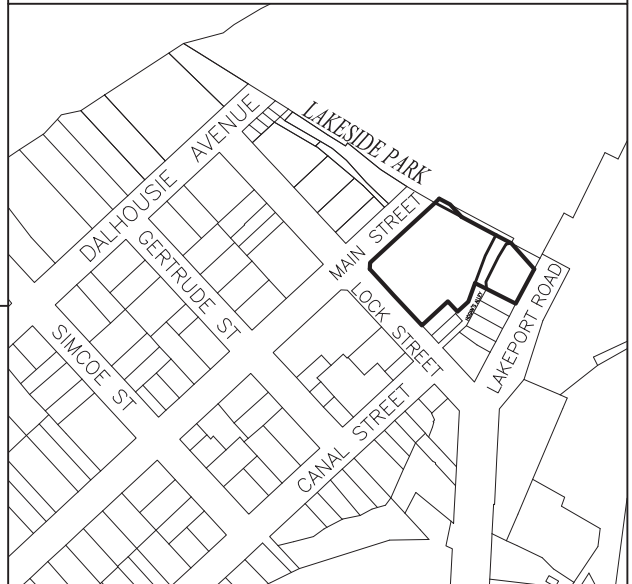 LAKESIDE PARK
DALHOUSIE AVENUE
MAIN STREET
GERTRUDE ST
LOCK STREET
LAKEPORT ROAD
SIMCOE ST
CANAL STREET